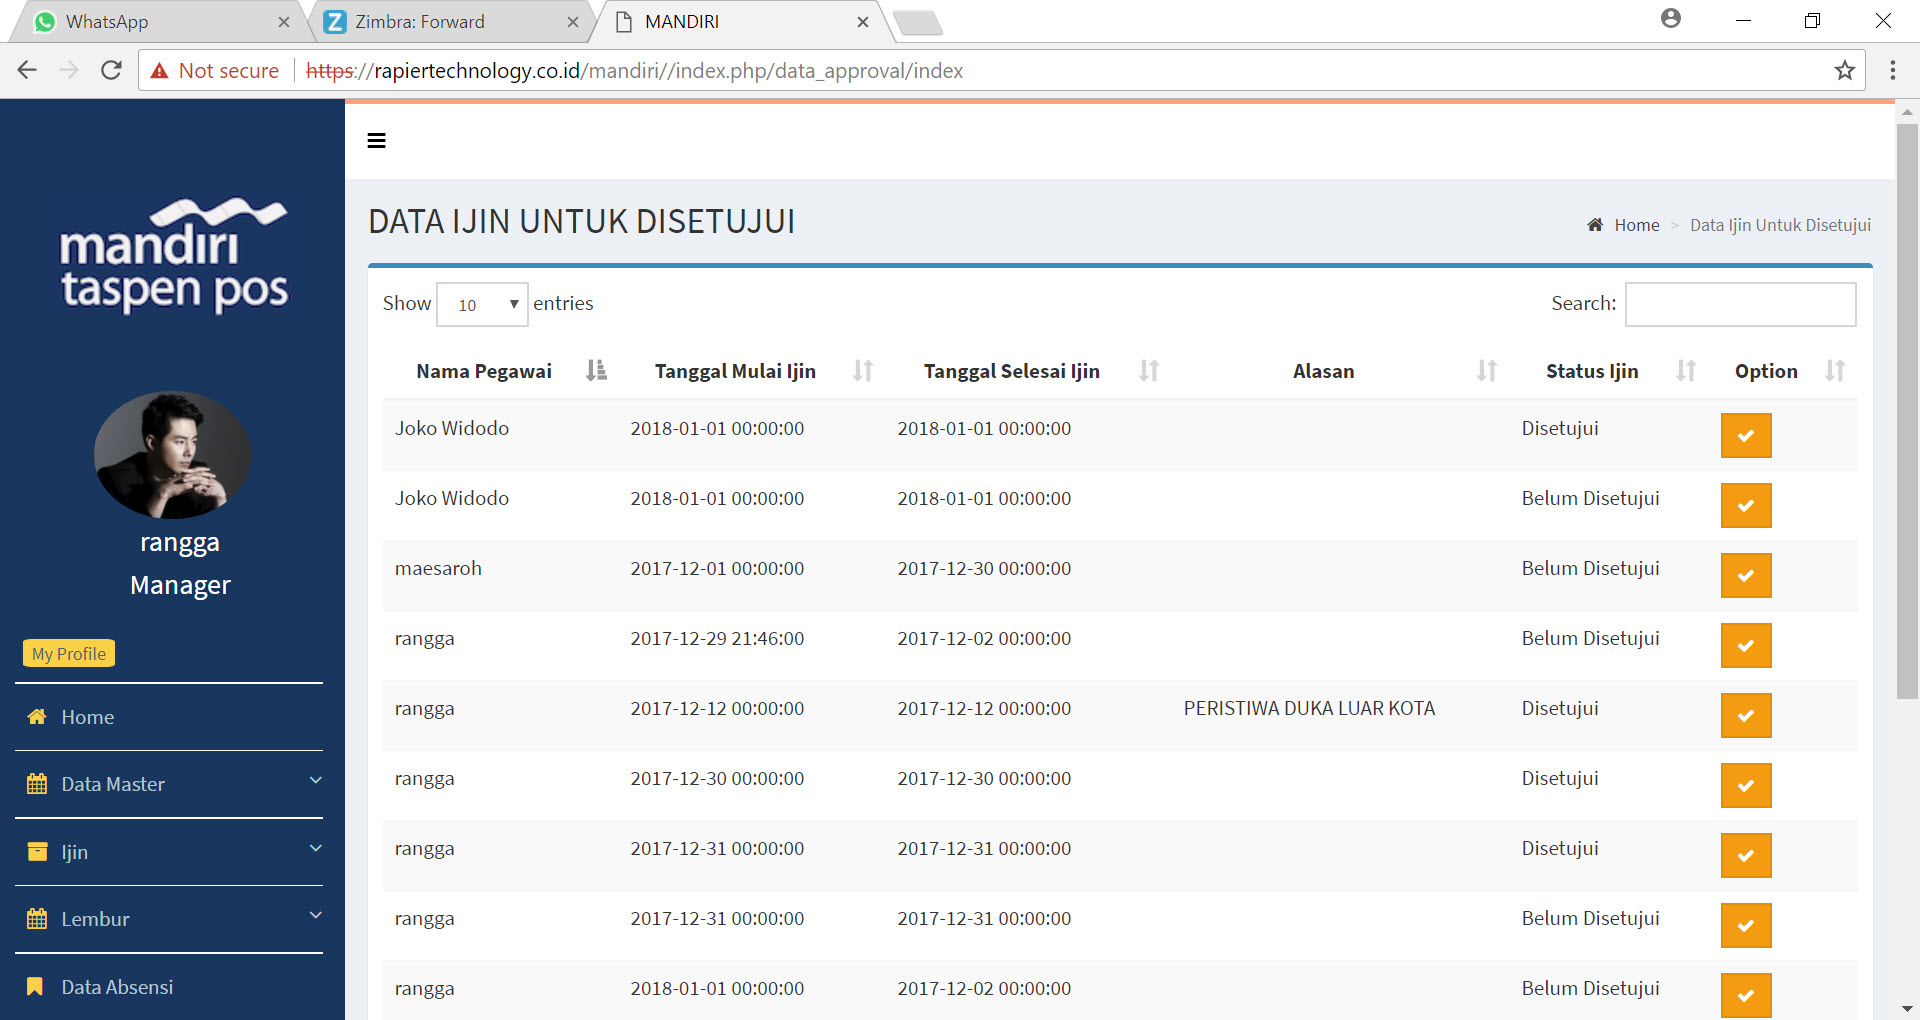 WhatsApp
Zimbra: Forward
MANDIRI
Not secure
https://rapiertechnology.co.id/mandiri//index.php/data_approval/index
mandiri
taspen pos
rangga
Manager
My Profile
Home
Data Master
Ijin
Lembur
Data Absensi
DATA IJIN UNTUK DISETUJUI
Home > Data Ijin Untuk Disetujui
Show 10 entries
Search:
Nama Pegawai Tanggal Mulai Ijin Tanggal Selesai Ijin Alasan Status Ijin Option
Joko Widodo 2018-01-01 00:00:00 2018-01-01 00:00:00 Disetujui
Joko Widodo 2018-01-01 00:00:00 2018-01-01 00:00:00 Belum Disetujui
maesaroh 2017-12-01 00:00:00 2017-12-30 00:00:00 Belum Disetujui
rangga 2017-12-29 21:46:00 2017-12-02 00:00:00 Belum Disetujui
rangga 2017-12-12 00:00:00 2017-12-12 00:00:00 PERISTIWA DUKA LUAR KOTA Disetujui
rangga 2017-12-30 00:00:00 2017-12-30 00:00:00 Disetujui
rangga 2017-12-31 00:00:00 2017-12-31 00:00:00 Disetujui
rangga 2017-12-31 00:00:00 2017-12-31 00:00:00 Belum Disetujui
rangga 2018-01-01 00:00:00 2017-12-02 00:00:00 Belum Disetujui